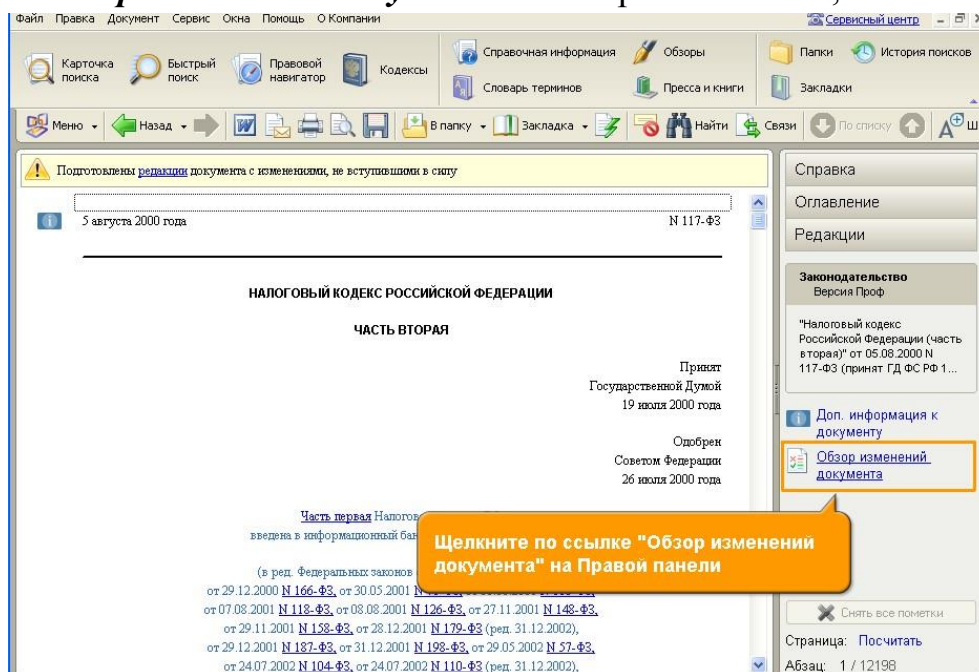 Файл Правка Документ Сервис Окна Помощь О Компании Сервисный центр
Карточка поиска
Быстрый поиск
Правовой навигатор
Кодексы
Справочная информация
Словарь терминов
Обзоры
Пресса и книги
Папки
История поисков
Закладки
Меню Назад В папку Закладка Найти Связи По списку
Подготовлены редакции документа с изменениями, не вступившими в силу
5 августа 2000 года N 117-ФЗ
НАЛОГОВЫЙ КОДЕКС РОССИЙСКОЙ ФЕДЕРАЦИИ
ЧАСТЬ ВТОРАЯ
Принят
Государственной Думой
19 июля 2000 года
Одобрен
Советом Федерации
26 июля 2000 года
Часть первая Налогов
введена в информационный бан
(в ред. Федеральных законов
от 29.12.2000 N 166-ФЗ, от 30.05.2001
от 07.08.2001 N 118-ФЗ, от 08.08.2001 N 126-ФЗ, от 27.11.2001 N 148-ФЗ,
от 29.11.2001 N 158-ФЗ, от 28.12.2001 N 179-ФЗ (ред. 31.12.2002),
от 29.12.2001 N 187-ФЗ, от 31.12.2001 N 198-ФЗ, от 29.05.2002 N 57-ФЗ,
от 24.07.2002 N 104-ФЗ, от 24.07.2002 N 110-ФЗ (ред. 31.12.2002),
Справка
Оглавление
Редакции
Законодательство
Версия Проф
"Налоговый кодекс
Российской Федерации (часть
вторая)" от 05.08.2000 N
117-ФЗ (принят ГД ФС РФ 1...
Доп. информация к
документу
Обзор изменений
документа
Щелкните по ссылке "Обзор изменений
документа" на Правой панели
Снять все пометки
Страница: Посчитать
Абзац: 1 / 12198